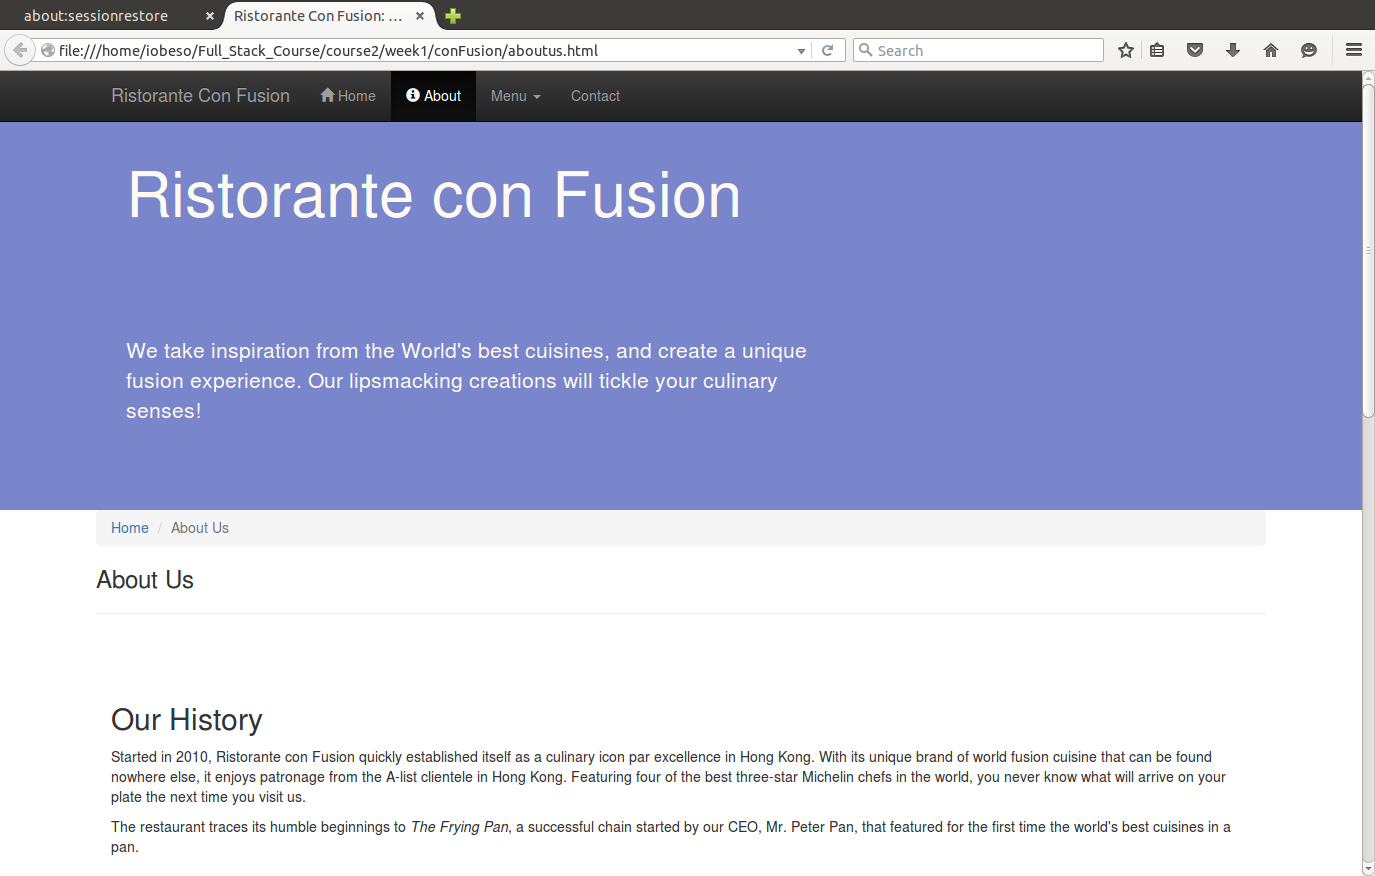 about:sessionrestore
Ristorante Con Fusion: ...
file:///home/iobeso/Full_Stack_Course/course2/week1/conFusion/aboutus.html
Search
Ristorante Con Fusion
Home
About
Menu
Contact
Ristorante con Fusion
We take inspiration from the World's best cuisines, and create a unique
fusion experience. Our lipsmacking creations will tickle your culinary
senses!
Home / About Us
About Us
Our History
Started in 2010, Ristorante con Fusion quickly established itself as a culinary icon par excellence in Hong Kong. With its unique brand of world fusion cuisine that can be found
nowhere else, it enjoys patronage from the A-list clientele in Hong Kong. Featuring four of the best three-star Michelin chefs in the world, you never know what will arrive on your
plate the next time you visit us.
The restaurant traces its humble beginnings to The Frying Pan, a successful chain started by our CEO, Mr. Peter Pan, that featured for the first time the world's best cuisines in a
pan.